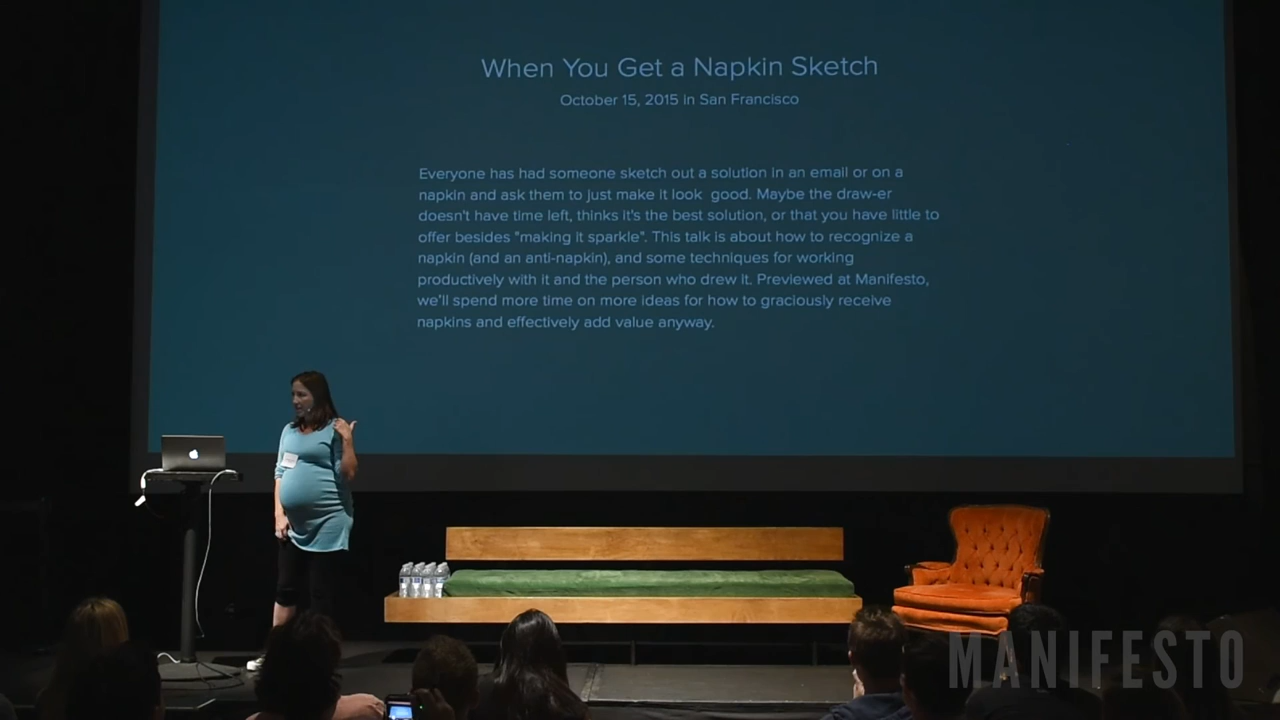 When You Get a Napkin Sketch
October 15, 2015 in San Francisco
Everyone has had someone sketch out a solution in an email or on a
napkin and ask them to just make it look  good. Maybe the draw-er
doesn't have time left, thinks it's the best solution, or that you have little to
offer besides "making it sparkle". This talk is about how to recognize a
napkin (and an anti-napkin), and some techniques for working
productively with it and the person who drew it. Previewed at Manifesto,
we'll spend more time on more ideas for how to graciously receive
napkins and effectively add value anyway.
MANIFESTO